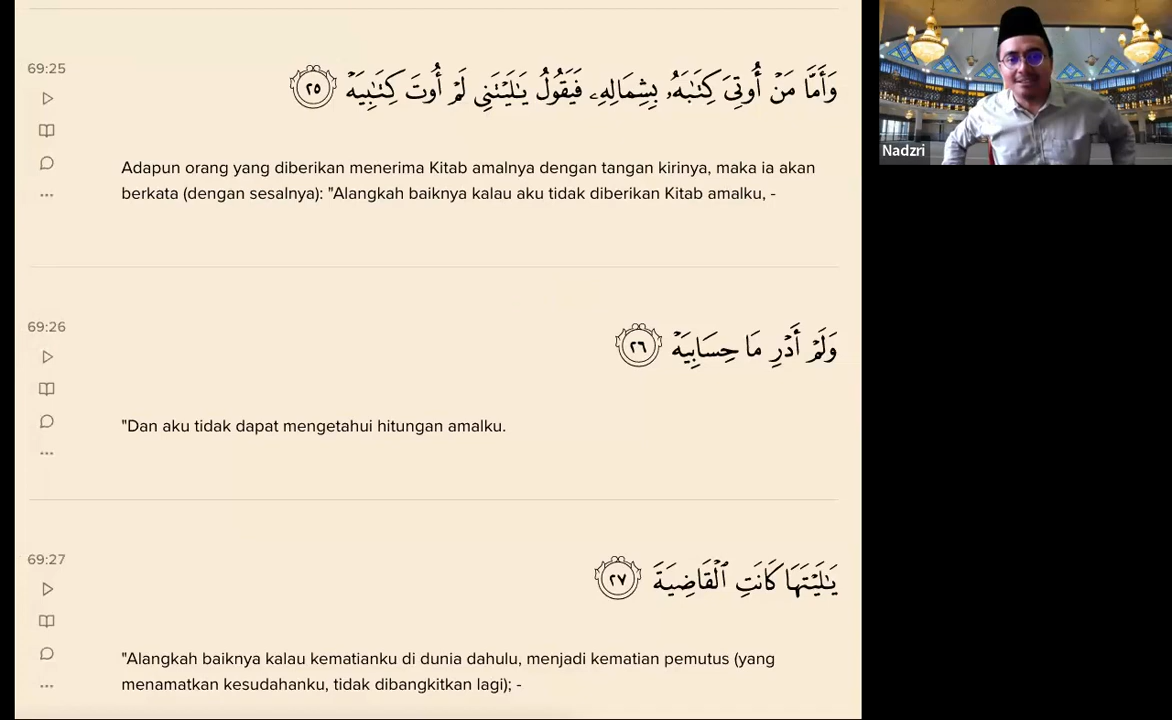 69:25
وَأَمَّا مَنْ أُوتِىَ كِتَـٰبَهُۥ بِشِمَالِهِۦ فَيَقُولُ يَـٰلَيْتَنِى لَمْ أُوتَ كِتَـٰبِيَهْ ٢٥
Adapun orang yang diberikan menerima Kitab amalnya dengan tangan kirinya, maka ia akan
berkata (dengan sesalnya): "Alangkah baiknya kalau aku tidak diberikan Kitab amalku, -
69:26
وَلَمْ أَدْرِ مَا حِسَابِيَهْ ٢٦
"Dan aku tidak dapat mengetahui hitungan amalku.
69:27
يَـٰلَيْتَهَا كَانَتِ ٱلْقَاضِيَةَ ٢٧
"Alangkah baiknya kalau kematianku di dunia dahulu, menjadi kematian pemutus (yang
menamatkan kesudahanku, tidak dibangkitkan lagi); -
Nadzri